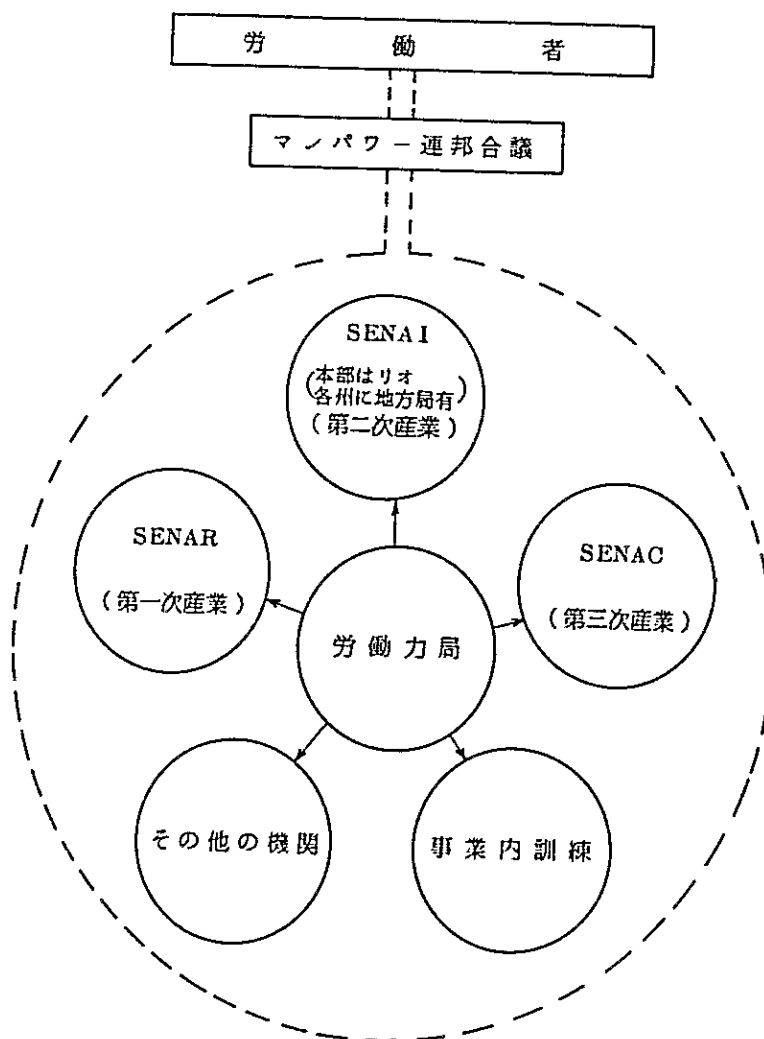 労働者
マンパワー連邦合議
SENAI
(本部はリオ
各州に地方局有)
(第二次産業)
SENAR
(第一次産業)
SENAC
(第三次産業)
労働力局
その他の機関
事業内訓練